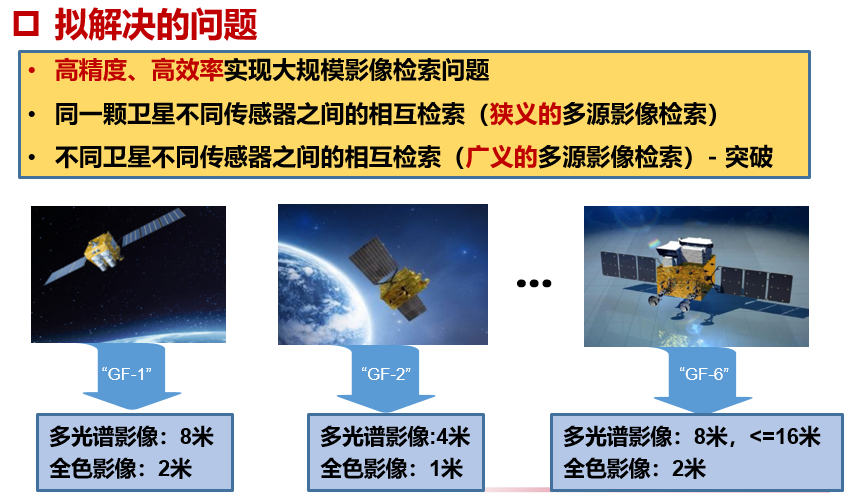 拟解决的问题
• 高精度、高效率实现大规模影像检索问题
• 同一颗卫星不同传感器之间的相互检索（狭义的多源影像检索）
• 不同卫星不同传感器之间的相互检索（广义的多源影像检索）- 突破
...
“GF-1”
“GF-2”
“GF-6”
多光谱影像：8米
全色影像：2米
多光谱影像:4米
全色影像：1米
多光谱影像：8米，<=16米
全色影像：2米